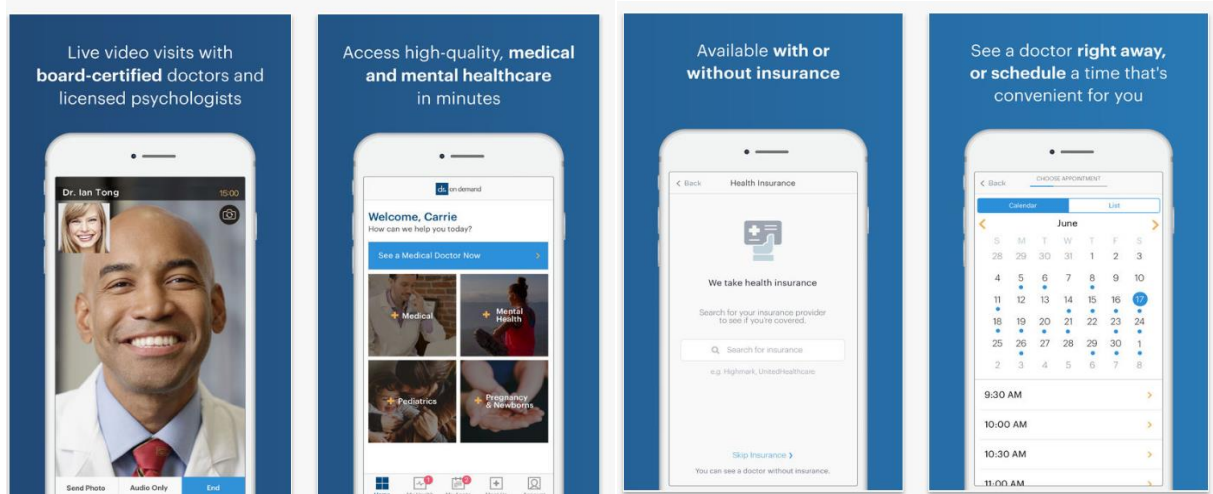 Live video visits with
board-certified doctors and
licensed psychologists
Dr. Ian Tong
15:00
Send Photo
Audio Only
End
Access high-quality, medical
and mental healthcare
in minutes
dr. on demand
Welcome, Carrie
How can we help you today?
See a Medical Doctor Now
+ Medical
+ Mental
Health
+ Pediatrics
+ Pregnancy
& Newborns
1
Available with or
without insurance
< Back Health Insurance
We take health insurance
Search for your insurance provider
to see if you're covered.
Search for insurance
e.g. Highmark, UnitedHealthcare
Skip Insurance >
You can see a doctor without insurance.
See a doctor right away,
or schedule a time that's
convenient for you
< Back CHOOSE APPOINTMENT
Calendar List
< June >
S M T W T F S
28 29 30 31 1 2 3
4 5 6 7 8 9 10
11 12 13 14 15 16 17
18 19 20 21 22 23 24
25 26 27 28 29 30 1
2 3 4 5 6 7 8
9:30 AM >
10:00 AM >
10:30 AM >
11:00 AM >